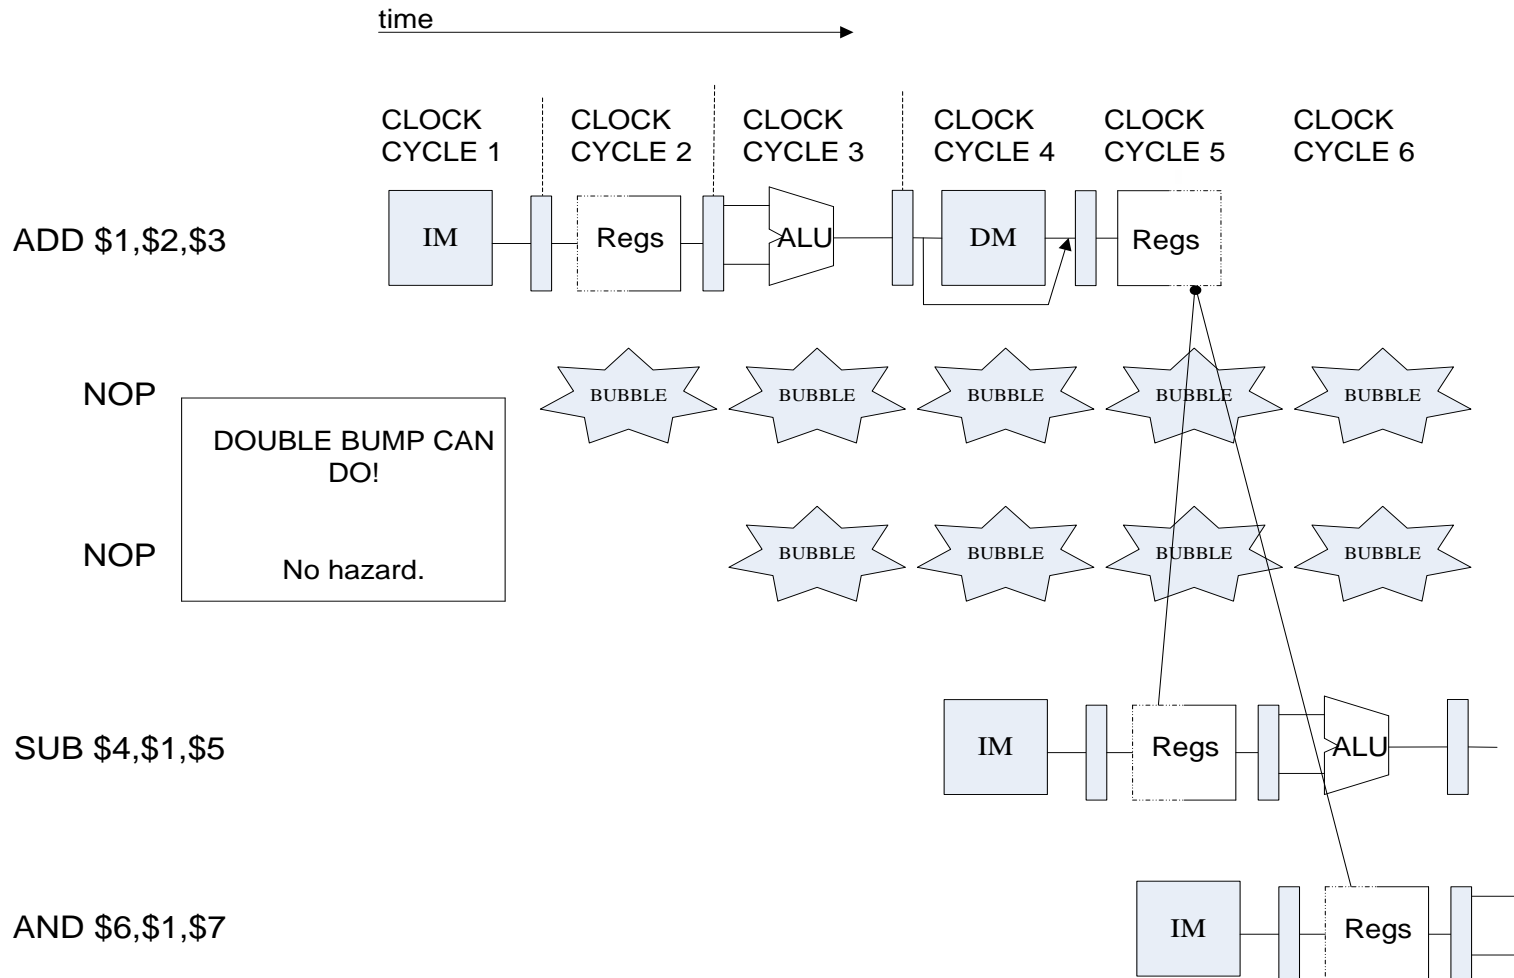 time
CLOCK CYCLE 1
CLOCK CYCLE 2
CLOCK CYCLE 3
CLOCK CYCLE 4
CLOCK CYCLE 5
CLOCK CYCLE 6
ADD $1,$2,$3
IM
Regs
ALU
DM
Regs
NOP
BUBBLE
BUBBLE
BUBBLE
BUBBLE
BUBBLE
DOUBLE BUMP CAN
DO!
No hazard.
NOP
BUBBLE
BUBBLE
BUBBLE
BUBBLE
SUB $4,$1,$5
IM
Regs
ALU
AND $6,$1,$7
IM
Regs